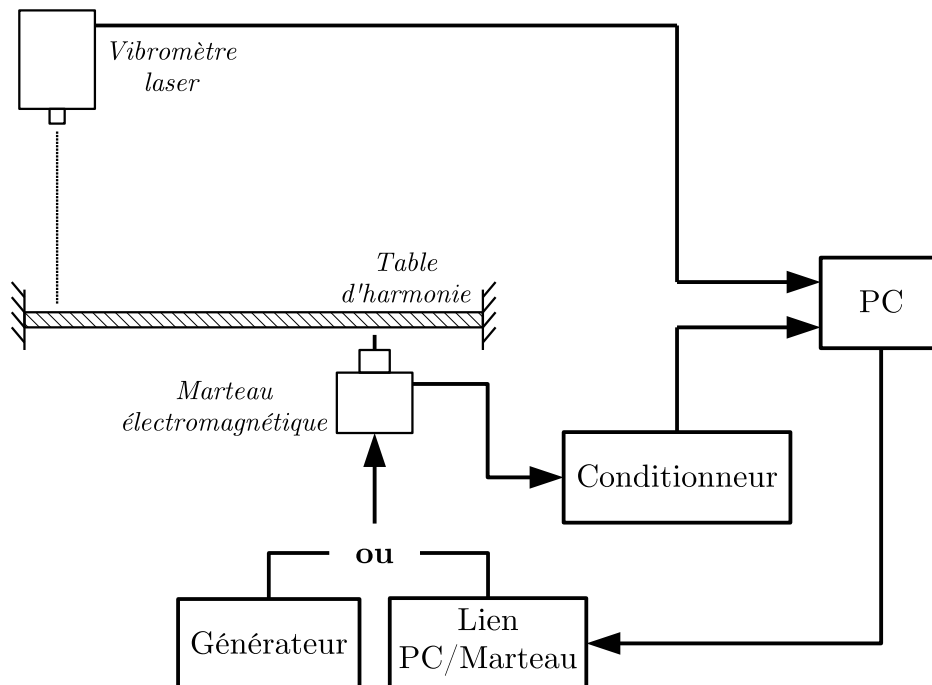 Vibromètre
laser
Table
d'harmonie
PC
Marteau
électromagnétique
Conditionneur
ou
Générateur
Lien
PC/Marteau